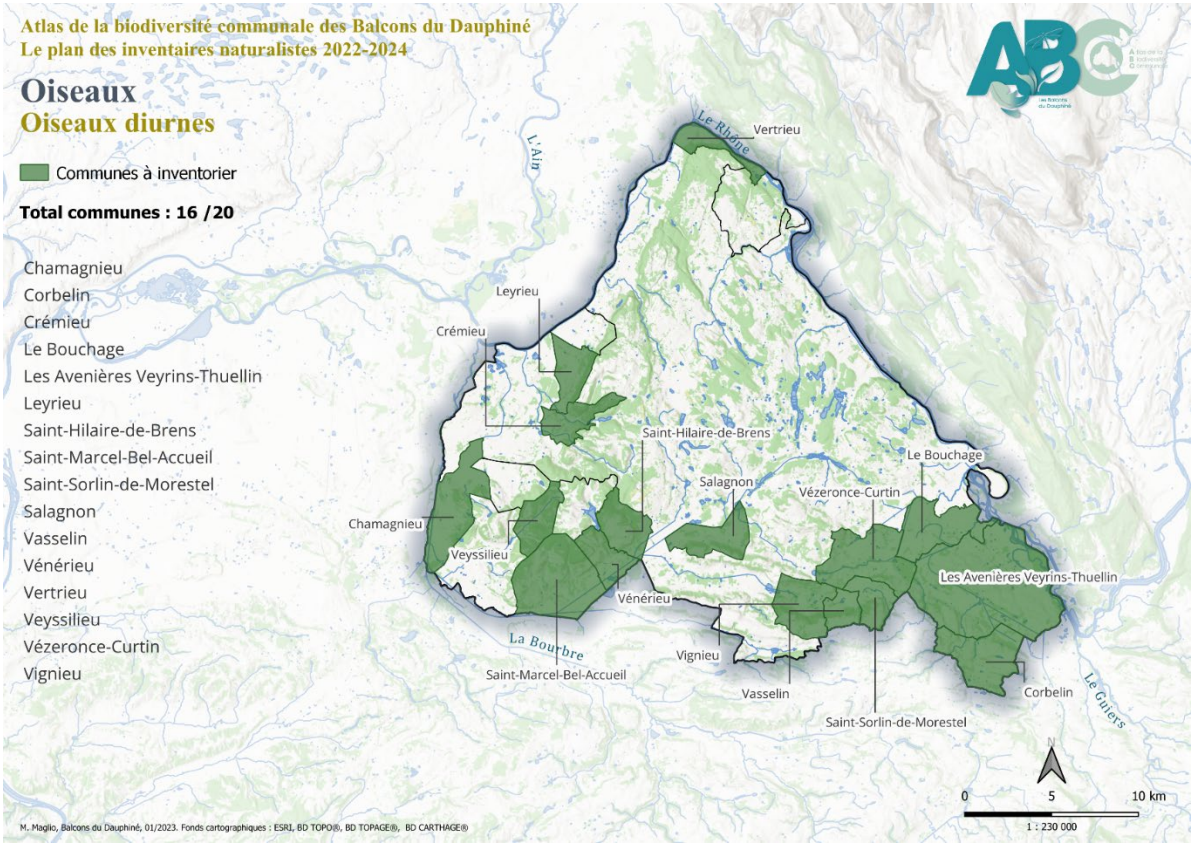 Atlas de la biodiversité communale des Balcons du Dauphiné
Le plan des inventaires naturalistes 2022-2024
Oiseaux
Oiseaux diurnes
Communes à inventorier
Total communes : 16 /20
Chamagnieu
Corbelin
Crémieu
Le Bouchage
Les Avenières Veyrins-Thuellin
Leyrieu
Saint-Hilaire-de-Brens
Saint-Marcel-Bel-Accueil
Saint-Sorlin-de-Morestel
Salagnon
Vasselin
Vénérieu
Vertrieu
Veyssilieu
Vézeronce-Curtin
Vignieu
ABC
Les Balcons
du Dauphiné
L'Ain
Le Rhône
Vertrieu
Leyrieu
Crémieu
Saint-Hilaire-de-Brens
Le Bouchage
Salagnon
Vézeronce-Curtin
Chamagnieu
Veyssilieu
Les Avenières Veyrins-Thuellin
Vénérieu
La Bourbre
Vignieu
Saint-Marcel-Bel-Accueil
Vasselin
Corbelin
Le Guiers
Saint-Sorlin-de-Morestel
N
0 5 10 km
1 : 230 000
M. Maglio, Balcons du Dauphiné, 01/2023. Fonds cartographiques : ESRI, BD TOPO®, BD TOPAGE®, BD CARTHAGE®